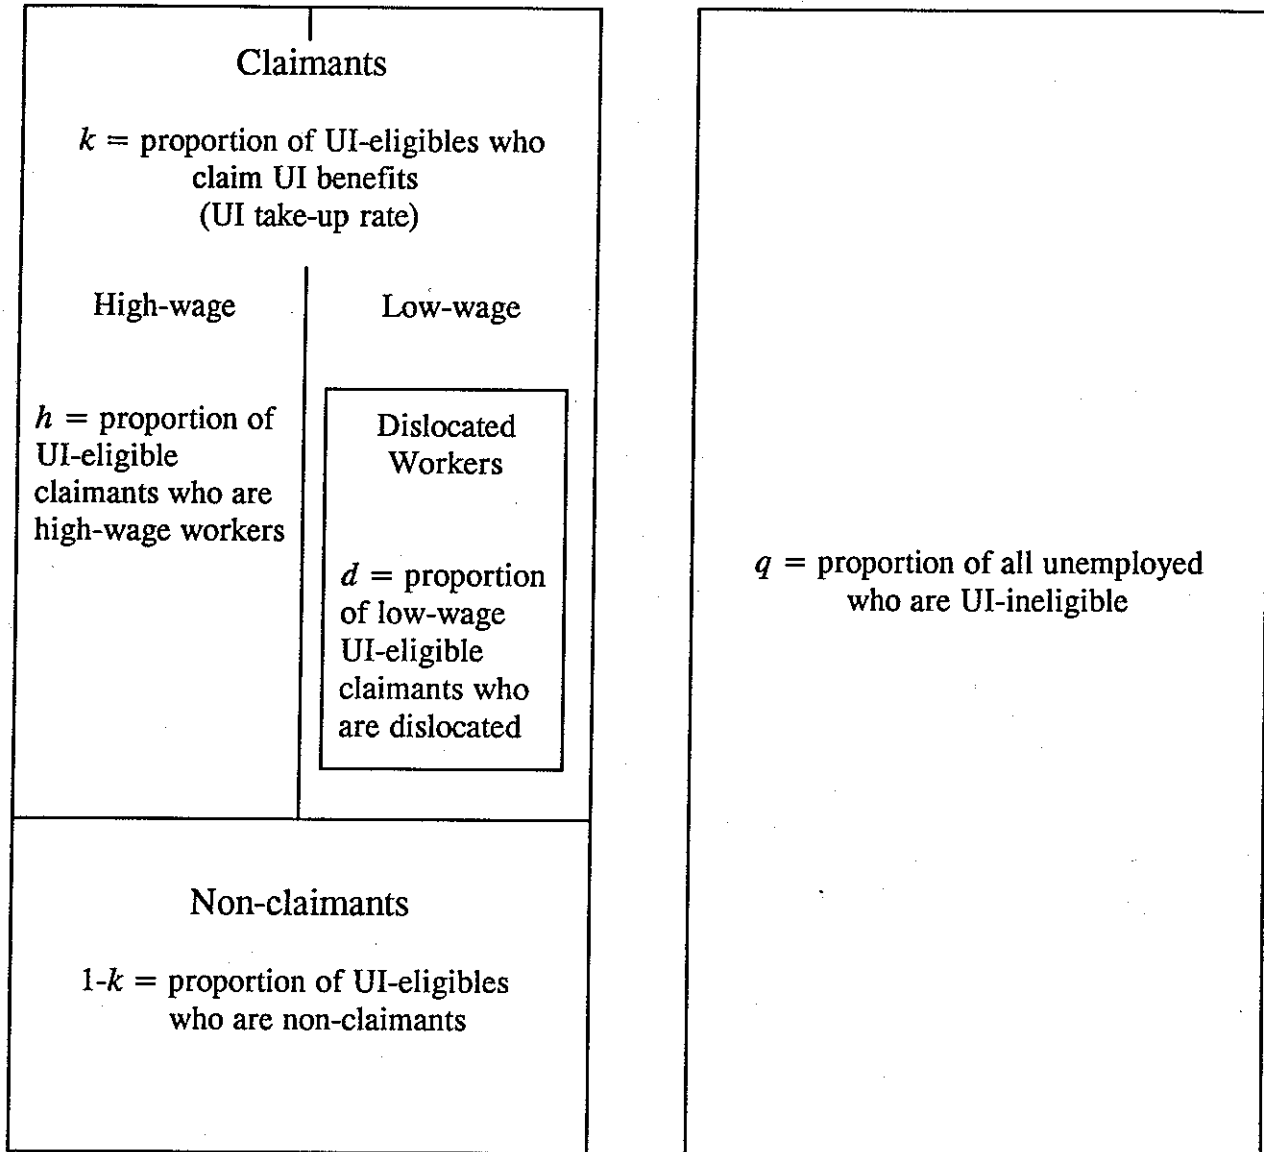 Claimants
k = proportion of UI-eligibles who
claim UI benefits
(UI take-up rate)
High-wage
Low-wage
h = proportion of
UI-eligible
claimants who are
high-wage workers
Dislocated
Workers
d = proportion
of low-wage
UI-eligible
claimants who
are dislocated
Non-claimants
1-k = proportion of UI-eligibles
who are non-claimants
q = proportion of all unemployed
who are UI-ineligible